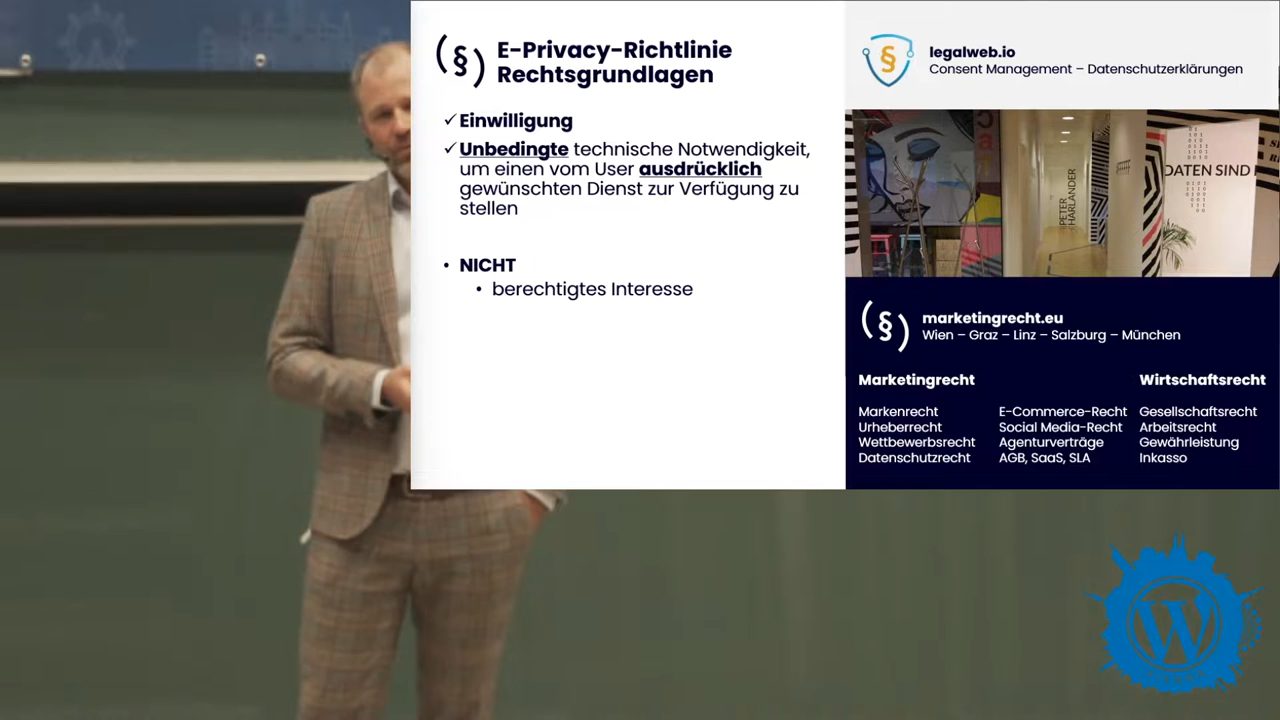 E-Privacy-Richtlinie
Rechtsgrundlagen
✓ Einwilligung
✓ Unbedingte technische Notwendigkeit,
um einen vom User ausdrücklich
gewünschten Dienst zur Verfügung zu
stellen
• NICHT
• berechtigtes Interesse
legalweb.io
Consent Management – Datenschutzerklärungen
PETER
HARLANDER
DATEN SIND
marketingrecht.eu
Wien – Graz – Linz – Salzburg – München
Marketingrecht
Markenrecht
Urheberrecht
Wettbewerbsrecht
Datenschutzrecht
E-Commerce-Recht
Social Media-Recht
Agenturverträge
AGB, SaaS, SLA
Wirtschaftsrecht
Gesellschaftsrecht
Arbeitsrecht
Gewährleistung
Inkasso